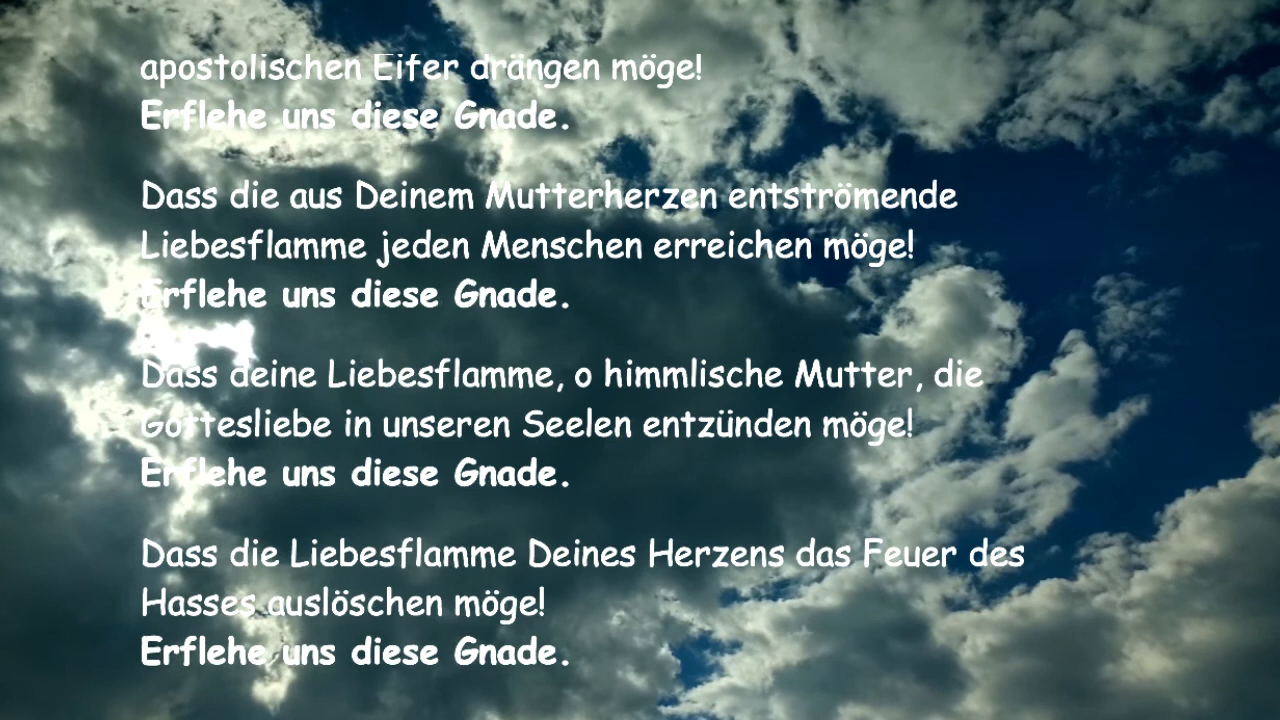 apostolischen Eifer drängen möge!
Erflehe uns diese Gnade.
Dass die aus Deinem Mutterherzen entströmende
Liebesflamme jeden Menschen erreichen möge!
Erflehe uns diese Gnade.
Dass deine Liebesflamme, o himmlische Mutter, die
Gottesliebe in unseren Seelen entzünden möge!
Erflehe uns diese Gnade.
Dass die Liebesflamme Deines Herzens das Feuer des
Hasses auslöschen möge!
Erflehe uns diese Gnade.